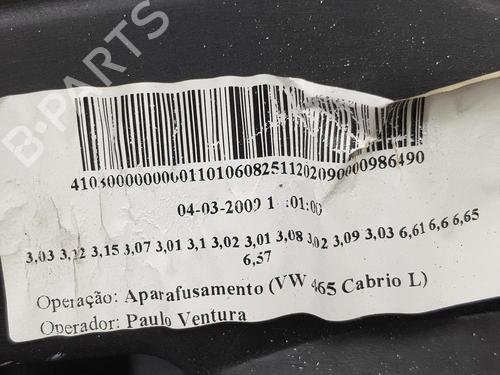 B-PARTS
04-03-2009
3,03 3,12 3,15 3,07 3,01 3,1 3,02 3,01 3,08 3,02 3,09 3,03 6,61 6,6 6,65
6,57
Operação: Aparafusamento (VW 465 Cabrio L)
Operador: Paulo Ventura